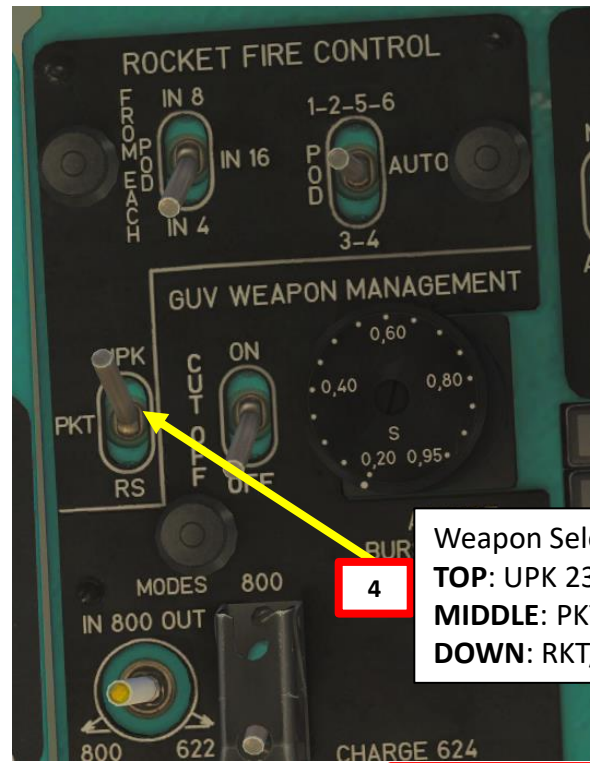 ROCKET FIRE CONTROL
FROM EACH
POD
IN 8
IN 16
IN 4
1-2-5-6
POD
AUTO
3-4
GUV WEAPON MANAGEMENT
UPK
PKT
RS
CUT OFF
ON
OFF
0,60
0,40
0,80
S
0,20
0,95
BUR
4
Weapon Sel
TOP: UPK 23
MIDDLE: PK
DOWN: RKT
MODES
800
IN 800 OUT
800
622
CHARGE 624